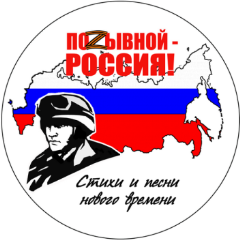 ПОZЫВНОЙ -
РОССИЯ!
Стихи и песни
нового времени